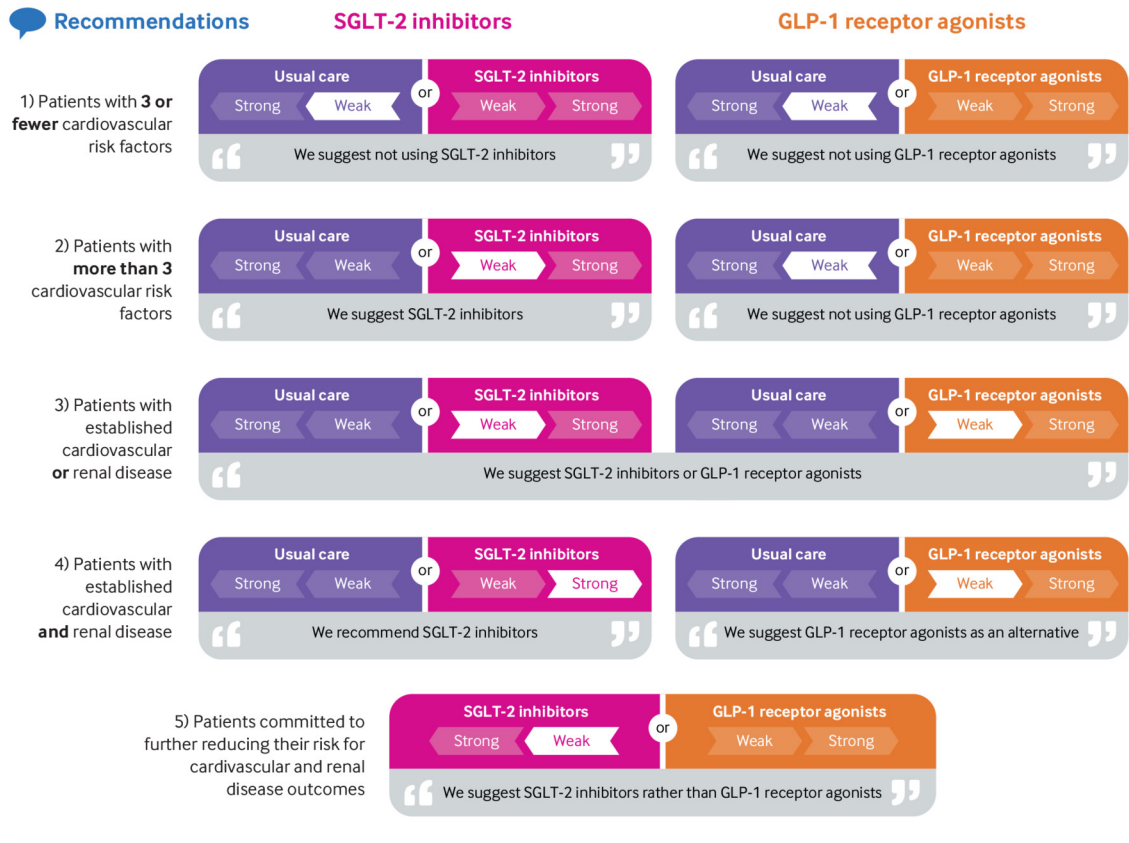 Recommendations
SGLT-2 inhibitors
GLP-1 receptor agonists
1) Patients with 3 or
fewer cardiovascular
risk factors
Usual care
Strong
Weak
or
SGLT-2 inhibitors
Weak
Strong
“ We suggest not using SGLT-2 inhibitors ”
Usual care
Strong
Weak
or
GLP-1 receptor agonists
Weak
Strong
“ We suggest not using GLP-1 receptor agonists ”
2) Patients with
more than 3
cardiovascular risk
factors
Usual care
Strong
Weak
or
SGLT-2 inhibitors
Weak
Strong
“ We suggest SGLT-2 inhibitors ”
Usual care
Strong
Weak
or
GLP-1 receptor agonists
Weak
Strong
“ We suggest not using GLP-1 receptor agonists ”
3) Patients with
established
cardiovascular
or renal disease
Usual care
Strong
Weak
or
SGLT-2 inhibitors
Weak
Strong
Usual care
Strong
Weak
or
GLP-1 receptor agonists
Weak
Strong
“ We suggest SGLT-2 inhibitors or GLP-1 receptor agonists ”
4) Patients with
established
cardiovascular
and renal disease
Usual care
Strong
Weak
or
SGLT-2 inhibitors
Weak
Strong
“ We recommend SGLT-2 inhibitors ”
Usual care
Strong
Weak
or
GLP-1 receptor agonists
Weak
Strong
“ We suggest GLP-1 receptor agonists as an alternative ”
5) Patients committed to
further reducing their risk for
cardivascular and renal
disease outcomes
SGLT-2 inhibitors
Strong
Weak
or
GLP-1 receptor agonists
Weak
Strong
“ We suggest SGLT-2 inhibitors rather than GLP-1 receptor agonists ”